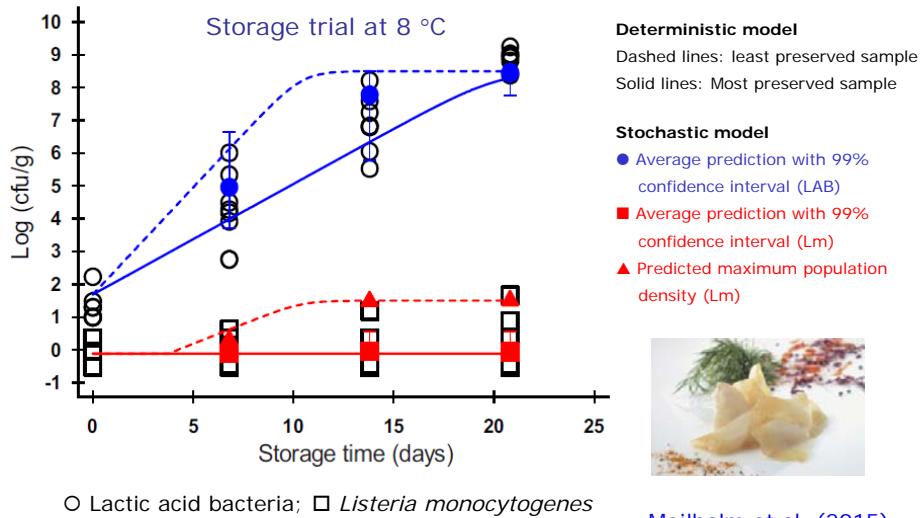 Storage trial at 8 °C
10
9
8
7
6
5
4
3
2
1
0
-1
Log (cfu/g)
0
5
10
15
20
25
Storage time (days)
Lactic acid bacteria; Listeria monocytogenes
Deterministic model
Dashed lines: least preserved sample
Solid lines: Most preserved sample
Stochastic model
Average prediction with 99%
confidence interval (LAB)
Average prediction with 99%
confidence interval (Lm)
Predicted maximum population
density (Lm)
et al. (2015)